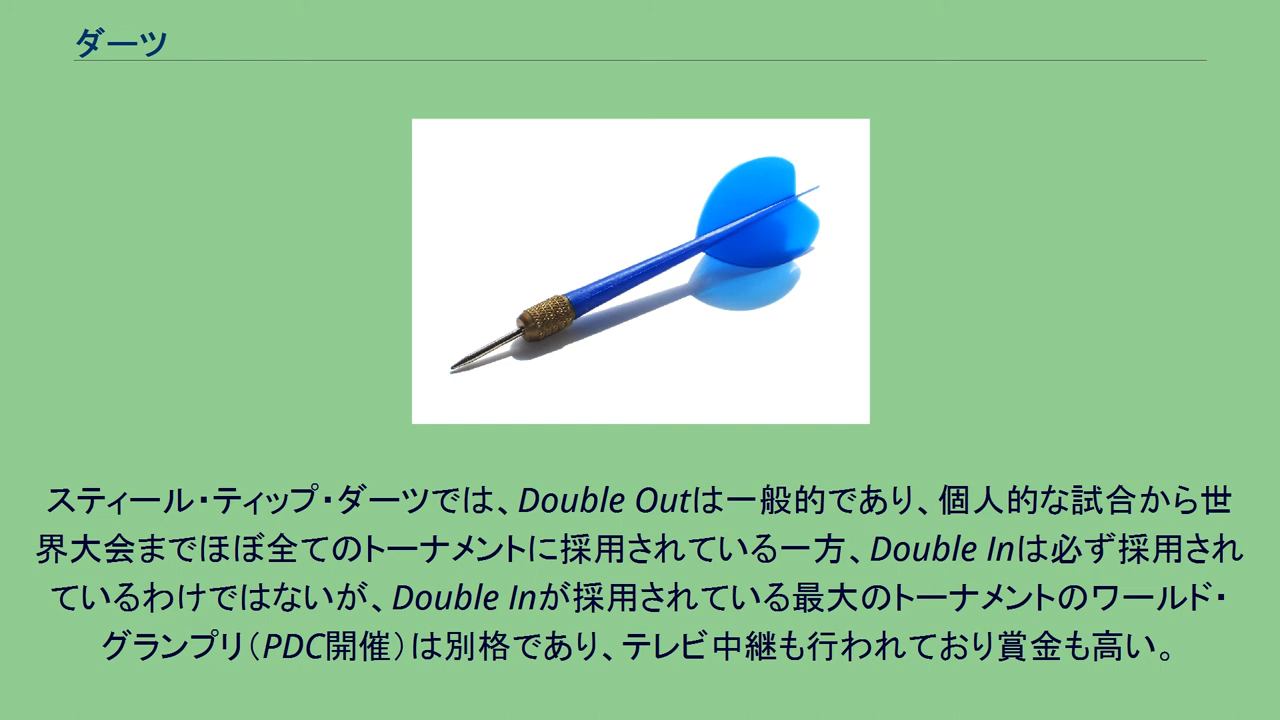 ダーツ
スティール・ティップ・ダーツでは、Double Outは一般的であり、個人的な試合から世
界大会までほぼ全てのトーナメントに採用されている一方、Double Inは必ず採用され
ているわけではないが、Double Inが採用されている最大のトーナメントのワールド・
グランプリ（PDC開催）は別格であり、テレビ中継も行われており賞金も高い。